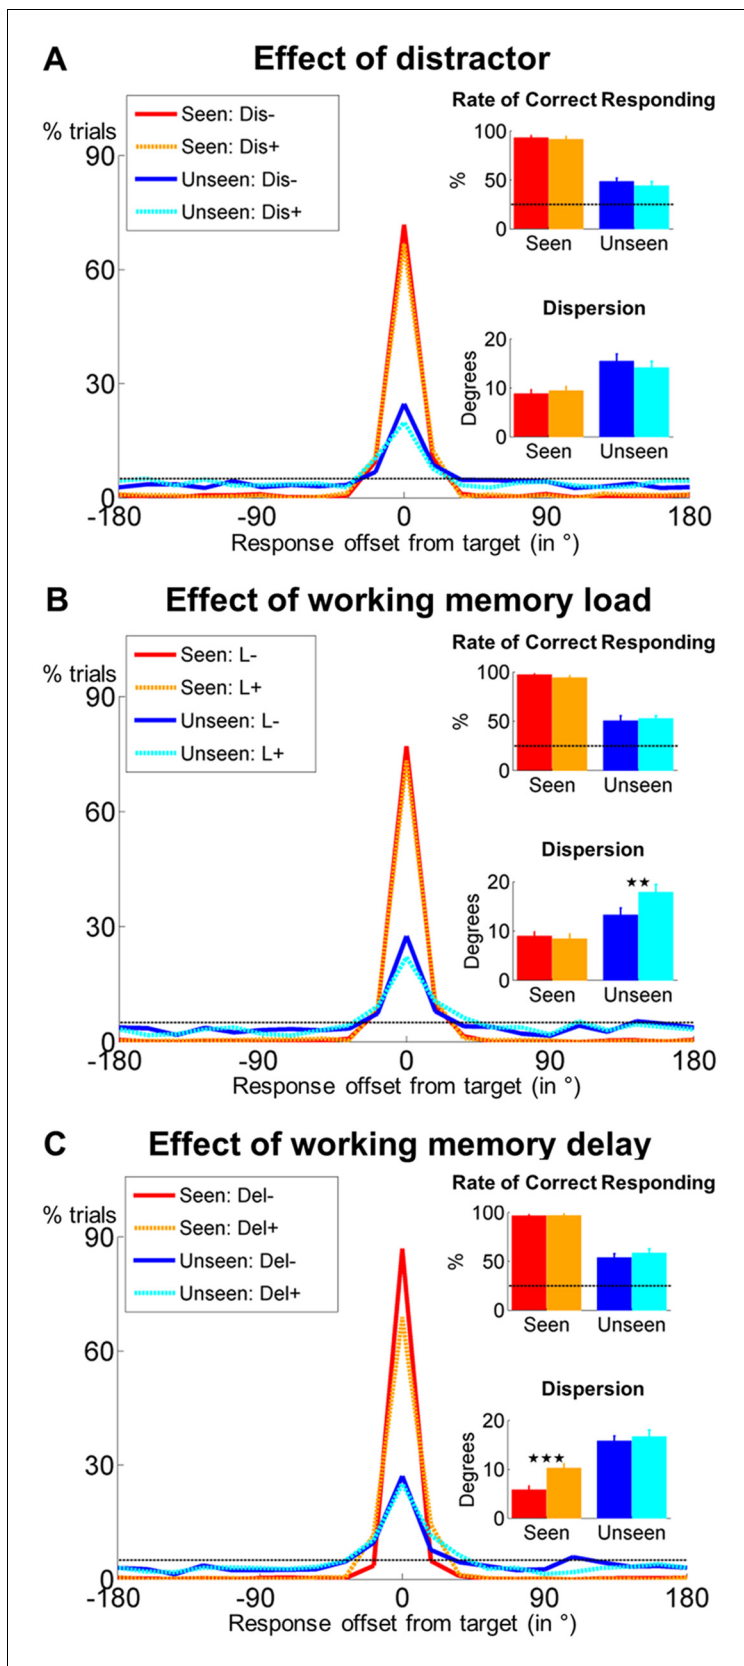 A Effect of distractor
Seen: Dis-
Seen: Dis+
Unseen: Dis-
Unseen: Dis+
% trials
90
60
30
0
-180 -90 0 90 180
Response offset from target (in °)
Rate of Correct Responding
%
100
50
0
Seen Unseen
Dispersion
Degrees
20
10
0
Seen Unseen
B Effect of working memory load
Seen: L-
Seen: L+
Unseen: L-
Unseen: L+
% trials
90
60
30
0
-180 -90 0 90 180
Response offset from target (in °)
Rate of Correct Responding
%
100
50
0
Seen Unseen
Dispersion
Degrees
★★
20
10
0
Seen Unseen
C Effect of working memory delay
Seen: Del-
Seen: Del+
Unseen: Del-
Unseen: Del+
% trials
90
60
30
0
-180 -90 0 90 180
Response offset from target (in °)
Rate of Correct Responding
%
100
50
0
Seen Unseen
Dispersion
Degrees
★★★
20
10
0
Seen Unseen